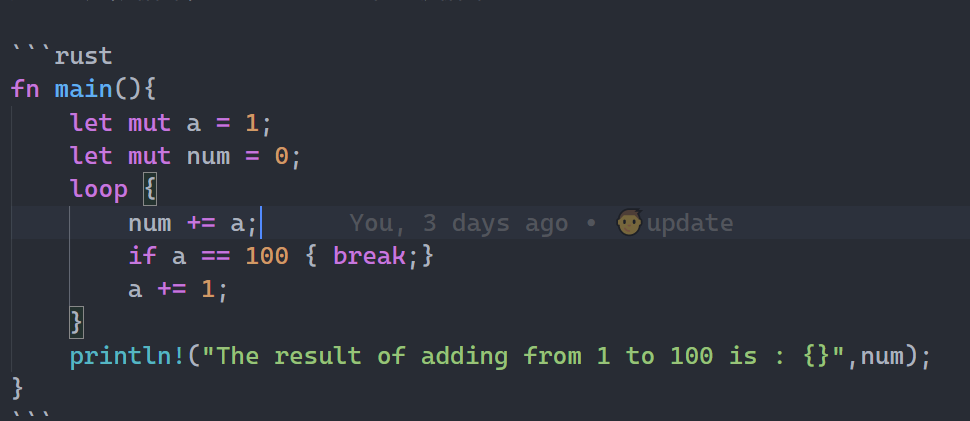 ```rust
fn main(){
    let mut a = 1;
    let mut num = 0;
    loop {
        num += a;    You, 3 days ago • 🧑🏾update
        if a == 100 { break;}
        a += 1;
    }
    println!("The result of adding from 1 to 100 is : {}",num);
}
```